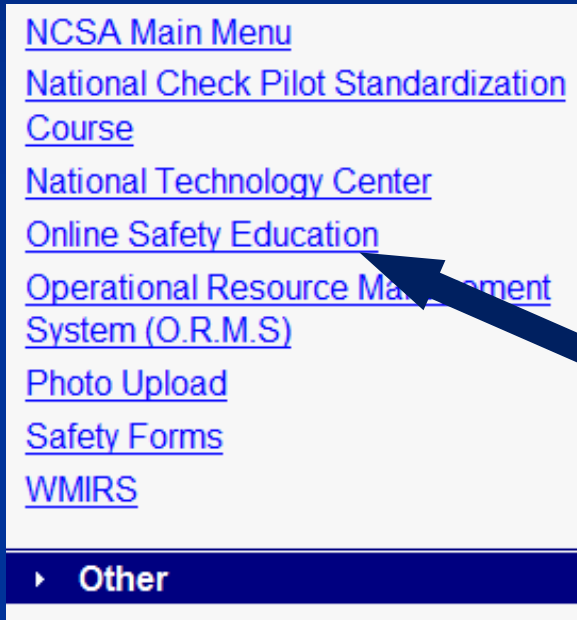 NCSA Main Menu
National Check Pilot Standardization
Course
National Technology Center
Online Safety Education
Operational Resource
System (O.R.M.S)
Photo Upload
Safety Forms
WMIRS
Other